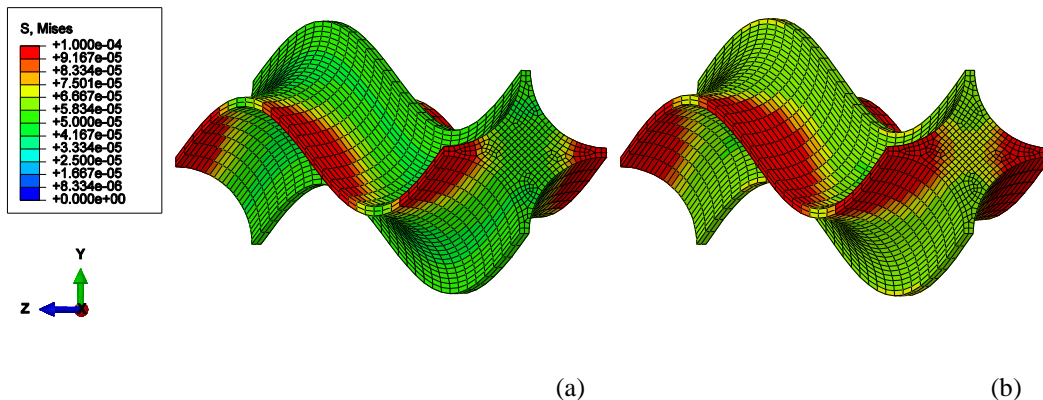 S, Mises
+1.000e-04
+9.167e-05
+8.334e-05
+7.501e-05
+6.667e-05
+5.834e-05
+5.000e-05
+4.167e-05
+3.334e-05
+2.500e-05
+1.667e-05
+8.334e-06
+0.000e+00
Y
Z
X
(a)
(b)